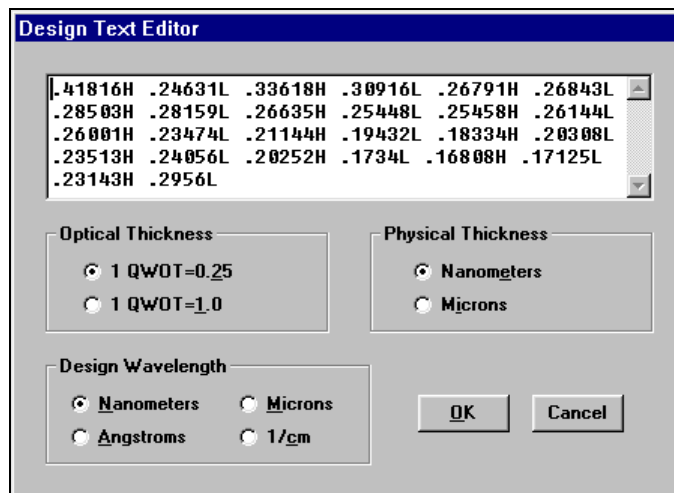 Design Text Editor
.41816H .24631L .33618H .30916L .26791H .26843L
.28503H .28159L .26635H .25448L .25458H .26144L
.26001H .23474L .21144H .19432L .18334H .20308L
.23513H .24056L .20252H .1734L .16808H .17125L
.23143H .2956L
Optical Thickness
1 QWOT=0.25
1 QWOT=1.0
Physical Thickness
Nanometers
Microns
Design Wavelength
Nanometers Microns
Angstroms 1/cm
OK Cancel